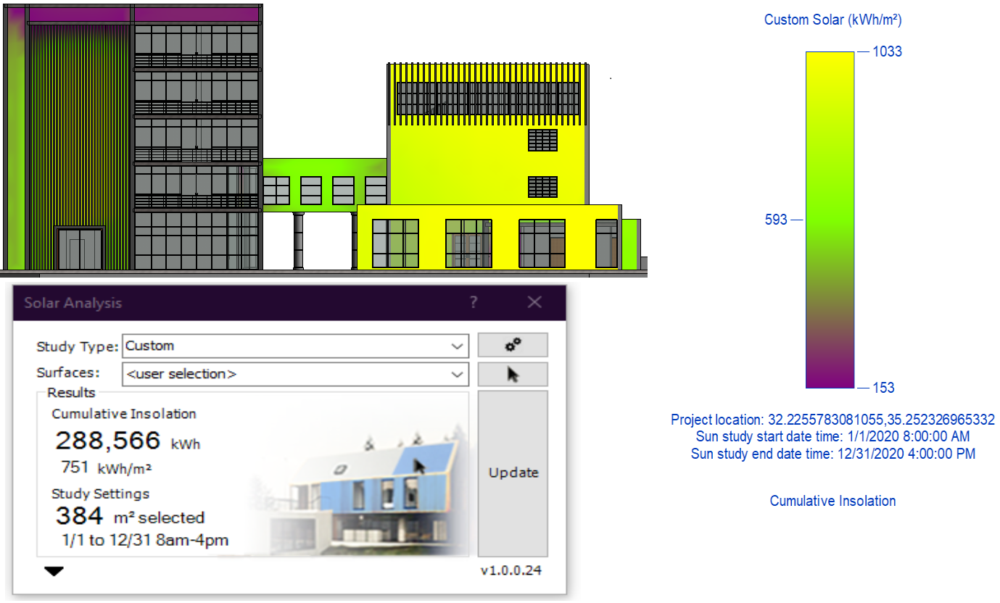 Custom Solar (kWh/m²)
1033
593
153
Project location: 32.2255783081055,35.252326965332
Sun study start date time: 1/1/2020 8:00:00 AM
Sun study end date time: 12/31/2020 4:00:00 PM
Cumulative Insolation
Solar Analysis
?
Study Type: Custom
Surfaces: <user selection>
Results
Cumulative Insolation
288,566 kWh
751 kWh/m²
Study Settings
384 m² selected
1/1 to 12/31 8am-4pm
Update
v1.0.0.24